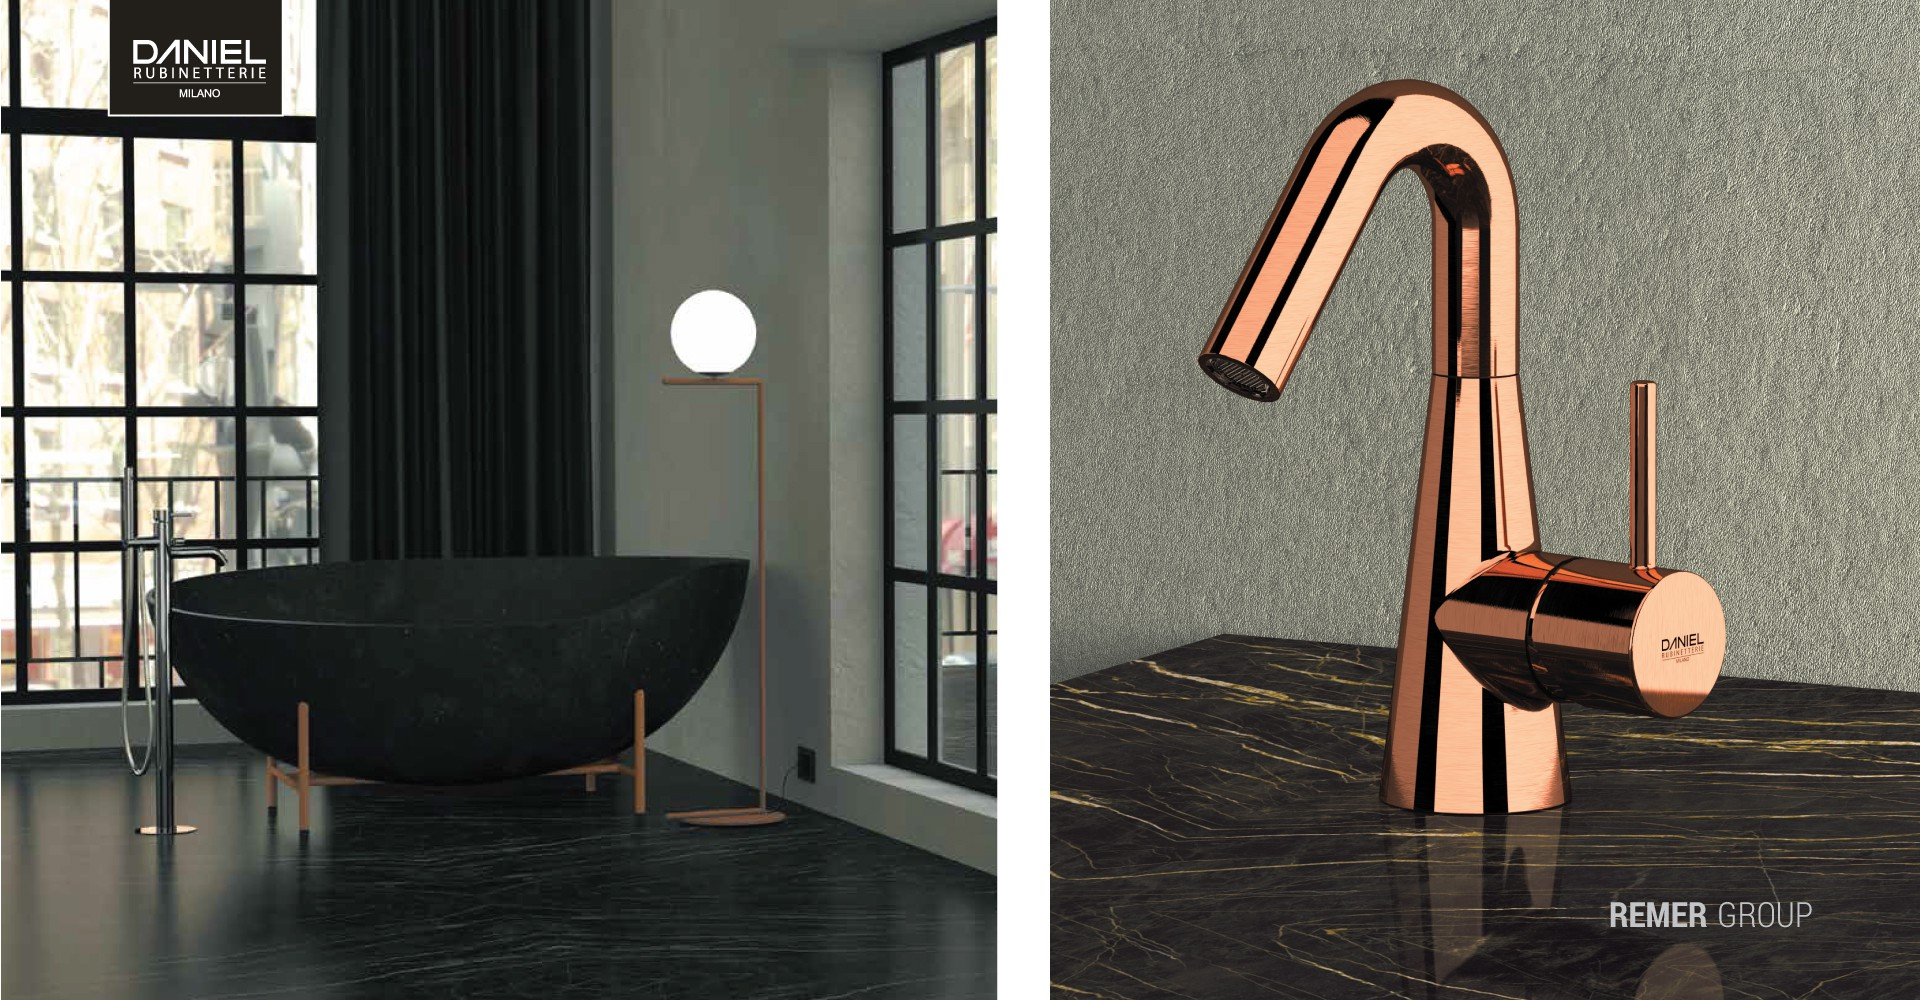 DANIEL
RUBINETTERIE
MILANO
DANIEL
RUBINETTERIE
MILANO
REMER GROUP